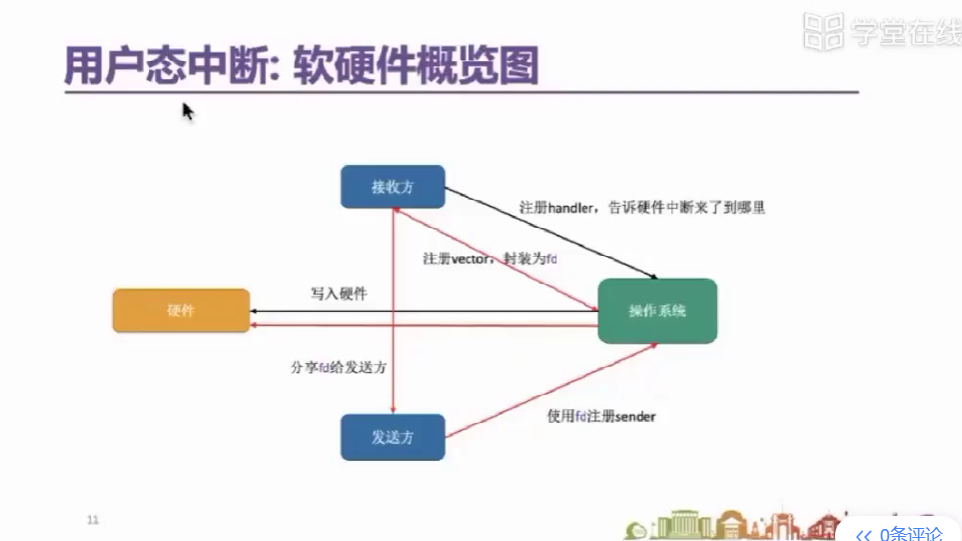 学堂在线
用户态中断: 软硬件概览图
接收方
注册handler，告诉硬件中断来了到哪里
注册vector，封装为fd
写入硬件
硬件
操作系统
分享fd给发送方
使用fd注册sender
发送方
11
<< 0条评论